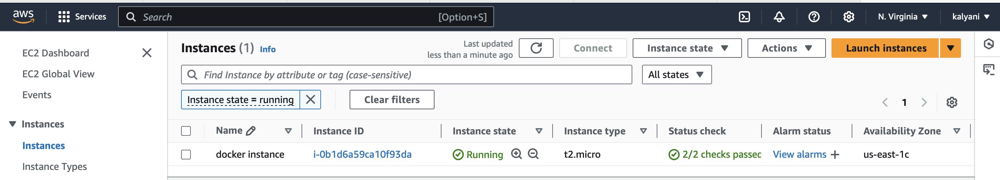 aws Services Search [Option+S] N. Virginia kalyani
EC2 Dashboard
EC2 Global View
Events
Instances
Instances
Instance Types
Instances (1) Info
Last updated
less than a minute ago
Connect Instance state Actions Launch instances
Find Instance by attribute or tag (case-sensitive) All states
Instance state = running Clear filters
1
Name Instance ID Instance state Instance type Status check Alarm status Availability Zone
docker instance i-0b1d6a59ca10f93da Running t2.micro 2/2 checks passec View alarms + us-east-1c